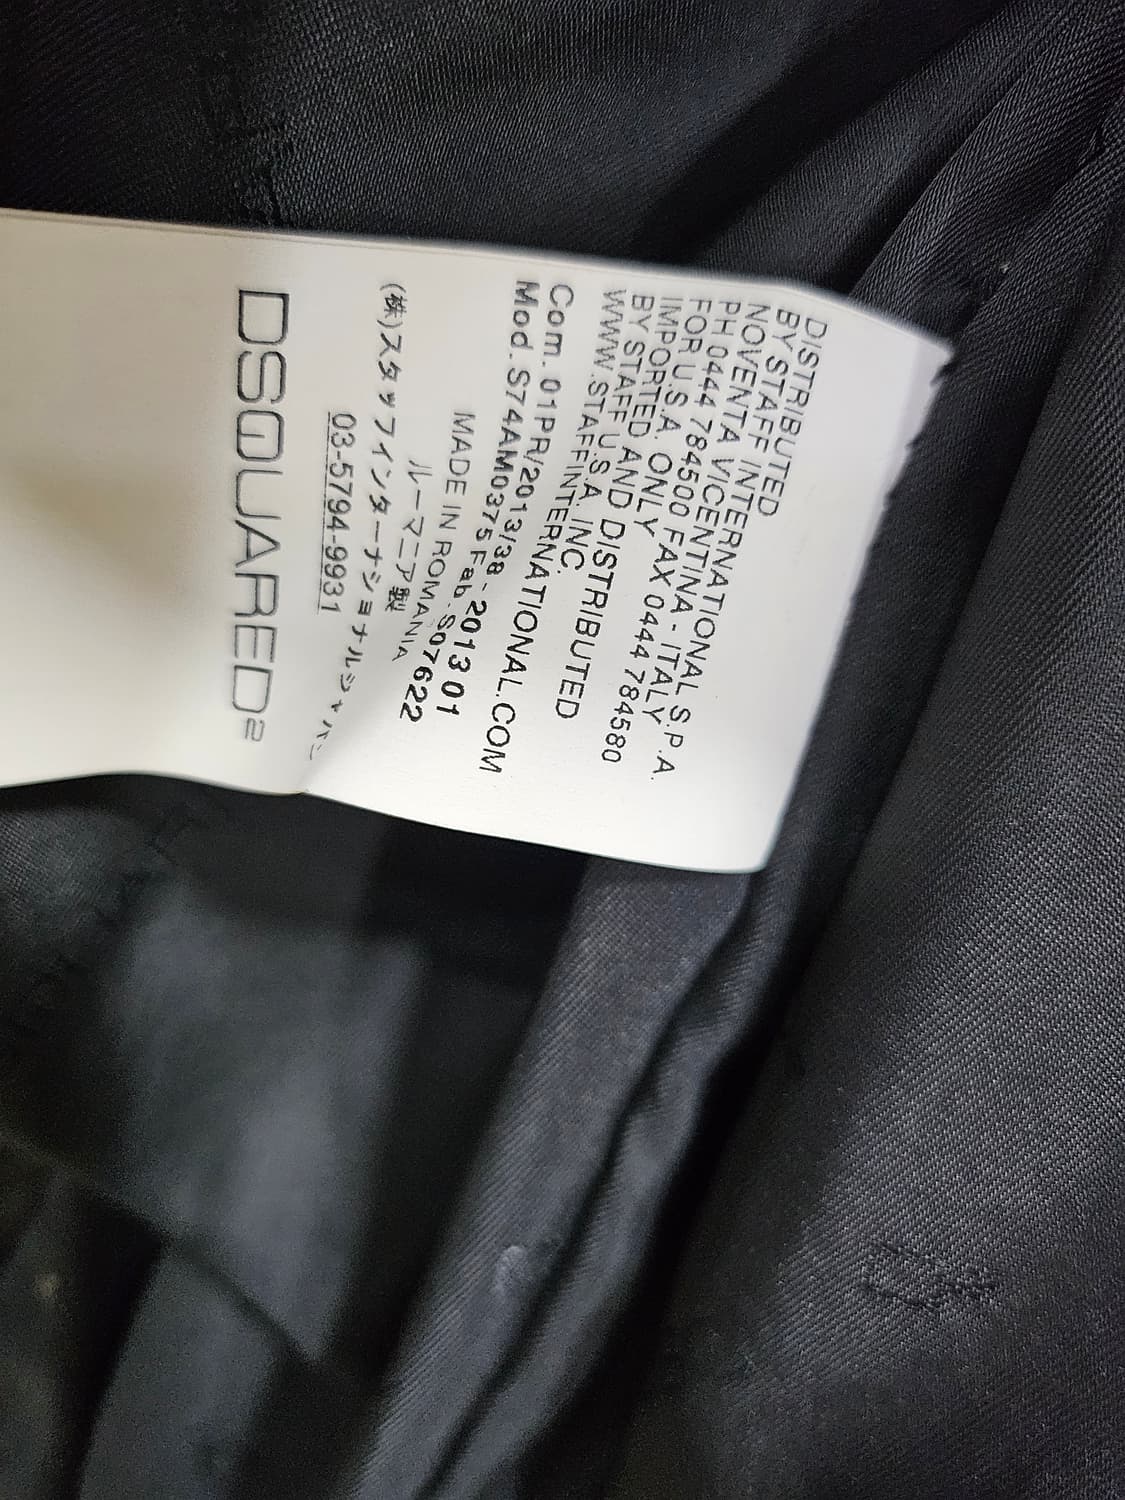 DISTRIBUTED
BY STAFF INTERNATIONAL S.P.A.
NOVENTA VICENTINA - ITALY
PH 0444 784500 FAX 0444 784580
FOR U.S.A. ONLY
IMPORTED AND DISTRIBUTED
BY STAFF U.S.A. INC.
WWW.STAFFINTERNATIONAL.COM
Com. 01PR/2013/38 - 2013 01
Mod. S74AM0375 Fab. S07622
MADE IN ROMANIA
ルーマニア製
(株)スタッフインターナショナルジャパン
03-5794-9931
DSQUARED2